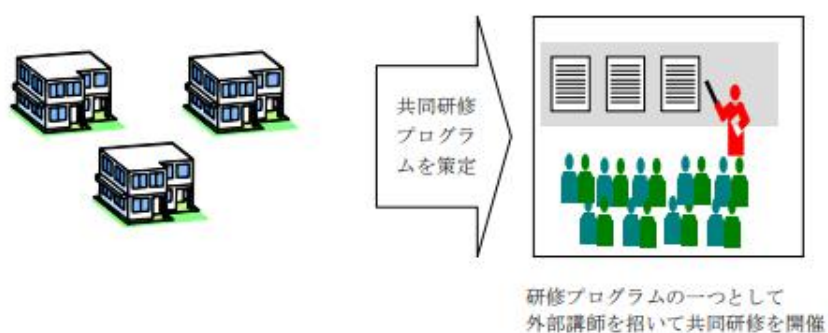 共同研修
プログラ
ムを策定
研修プログラムの一つとして
外部講師を招いて共同研修を開催